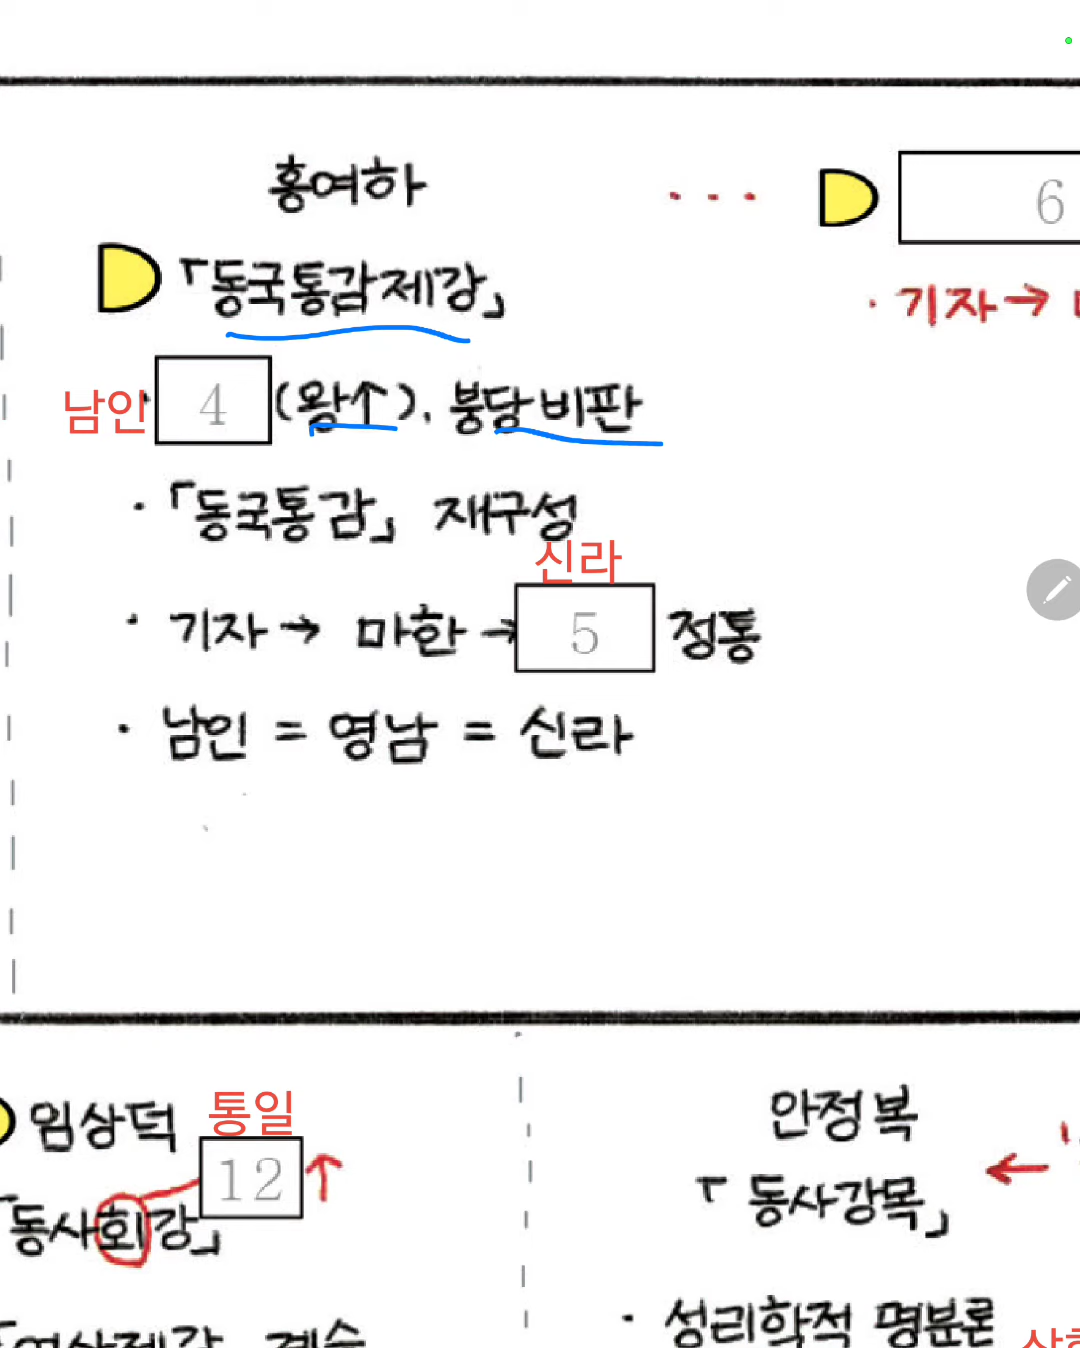 홍여하
... 6
「동국통감제강」
· 기자→
남인 · 4 (왕↑), 붕당 비판
· 「동국통감」 재구성
신라
· 기자→ 마한 → 5 정통
· 남인 = 영남 = 신라
임상덕 통일
12 ↑
「동사회강」
안정복
←
「동사강목」
· 성리학적 명분론